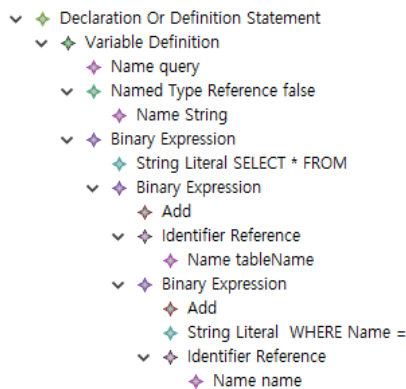 Declaration Or Definition Statement
Variable Definition
Name query
Named Type Reference false
Name String
Binary Expression
String Literal SELECT * FROM
Binary Expression
Add
Identifier Reference
Name tableName
Binary Expression
Add
String Literal  WHERE Name =
Identifier Reference
Name name